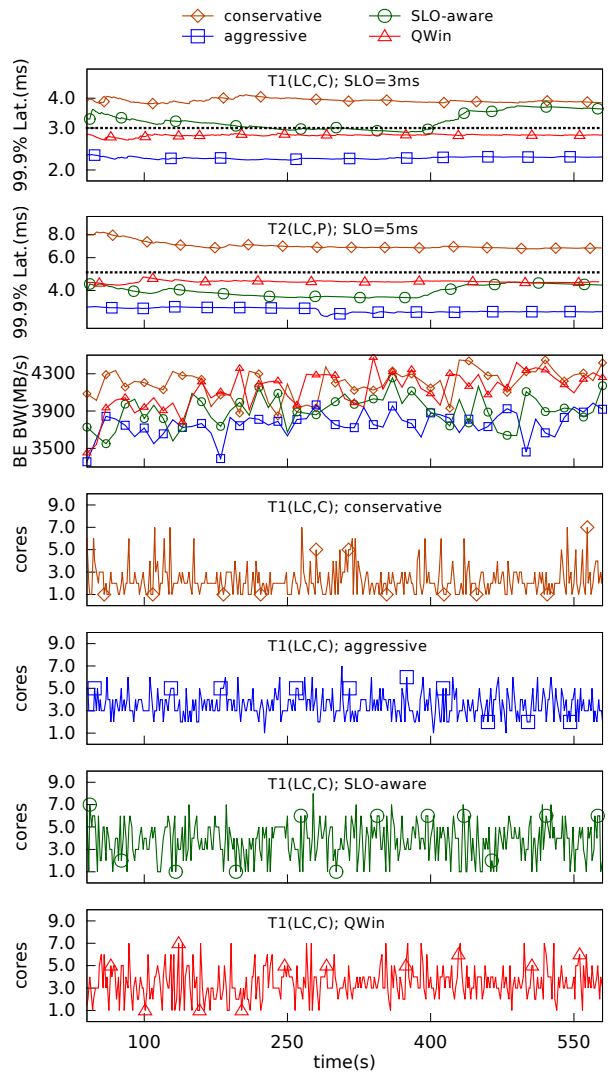 conservative SLO-aware
aggressive QWin
T1(LC,C); SLO=3ms
99.9% Lat.(ms)
4.0
3.0
2.0
T2(LC,P); SLO=5ms
99.9% Lat.(ms)
8.0
4.0
BE BW(MB/s)
4300
3900
3500
T1(LC,C); conservative
cores
9.0
7.0
5.0
3.0
1.0
T1(LC,C); aggressive
cores
9.0
7.0
5.0
3.0
1.0
T1(LC,C); SLO-aware
cores
9.0
7.0
5.0
3.0
1.0
T1(LC,C); QWin
cores
9.0
7.0
5.0
3.0
1.0
100 250 400 550
time(s)